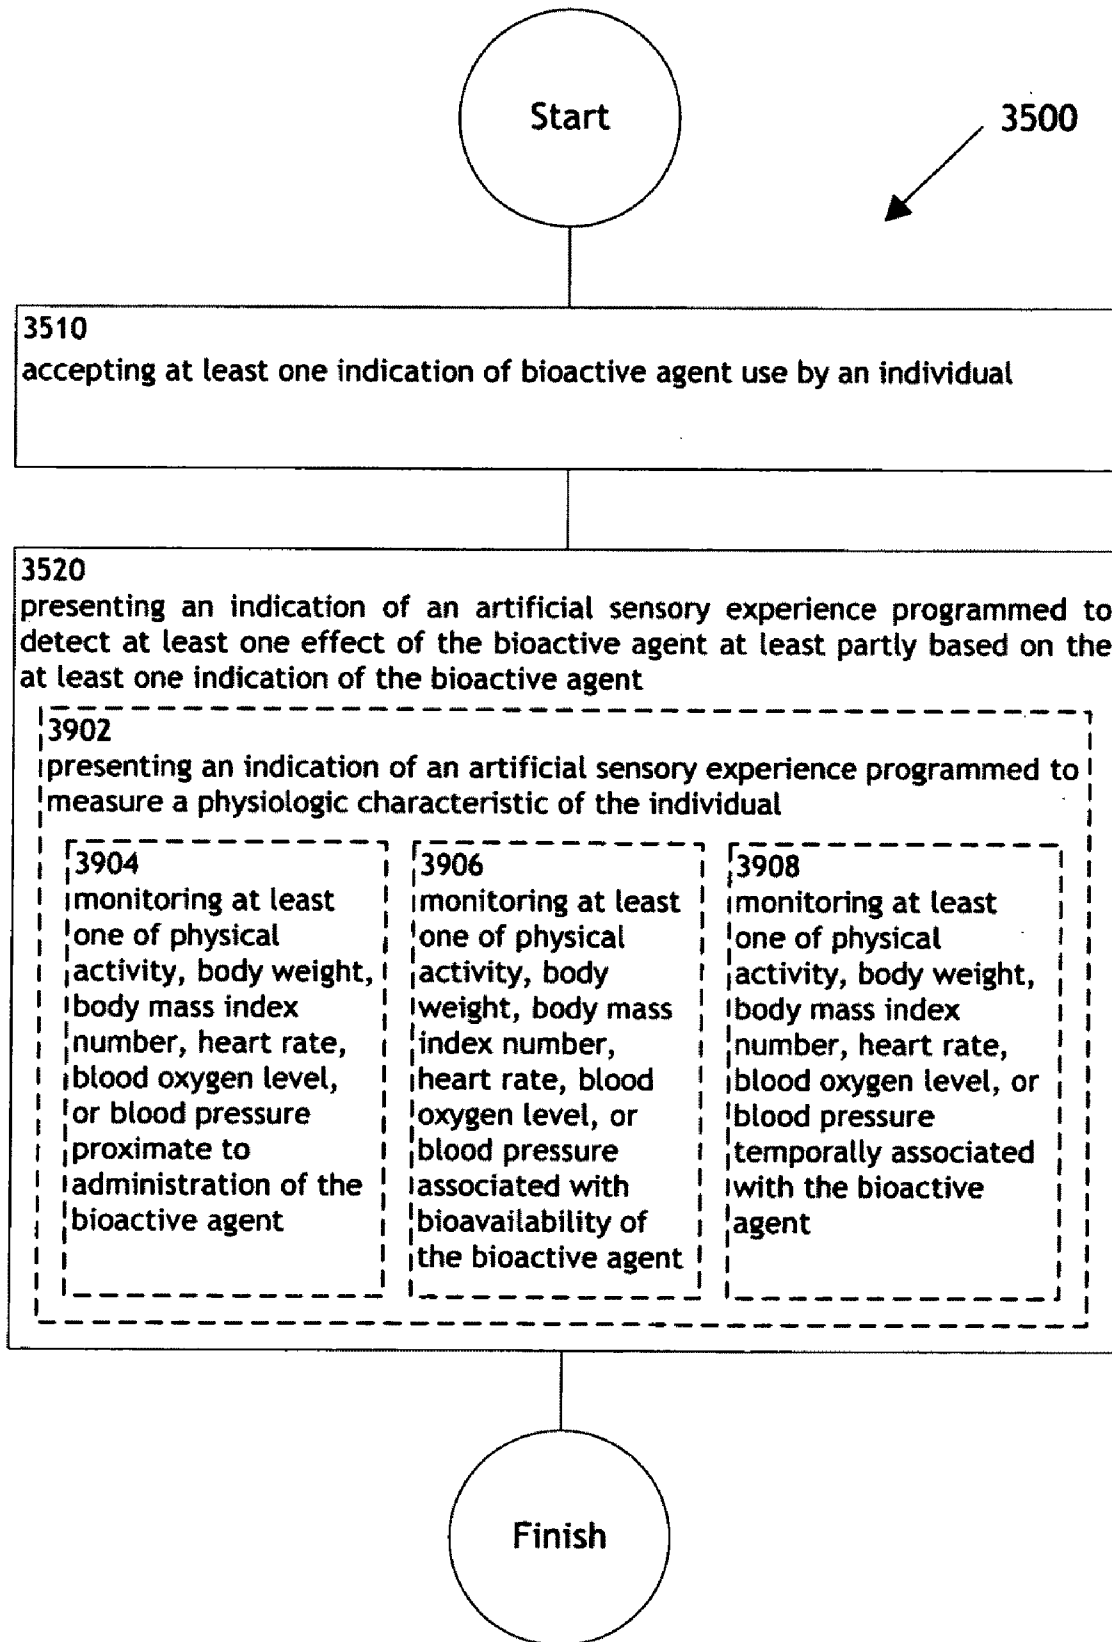 Start
3500
3510
accepting at least one indication of bioactive agent use by an individual
3520
presenting an indication of an artificial sensory experience programmed to
detect at least one effect of the bioactive agent at least partly based on the
at least one indication of the bioactive agent
3902
presenting an indication of an artificial sensory experience programmed to
measure a physiologic characteristic of the individual
3904
monitoring at least
one of physical
activity, body weight,
body mass index
number, heart rate,
blood oxygen level,
or blood pressure
proximate to
administration of the
bioactive agent
3906
monitoring at least
one of physical
activity, body
weight, body mass
index number,
heart rate, blood
oxygen level, or
blood pressure
associated with
bioavailability of
the bioactive agent
3908
monitoring at least
one of physical
activity, body weight,
body mass index
number, heart rate,
blood oxygen level, or
blood pressure
temporally associated
with the bioactive
agent
Finish